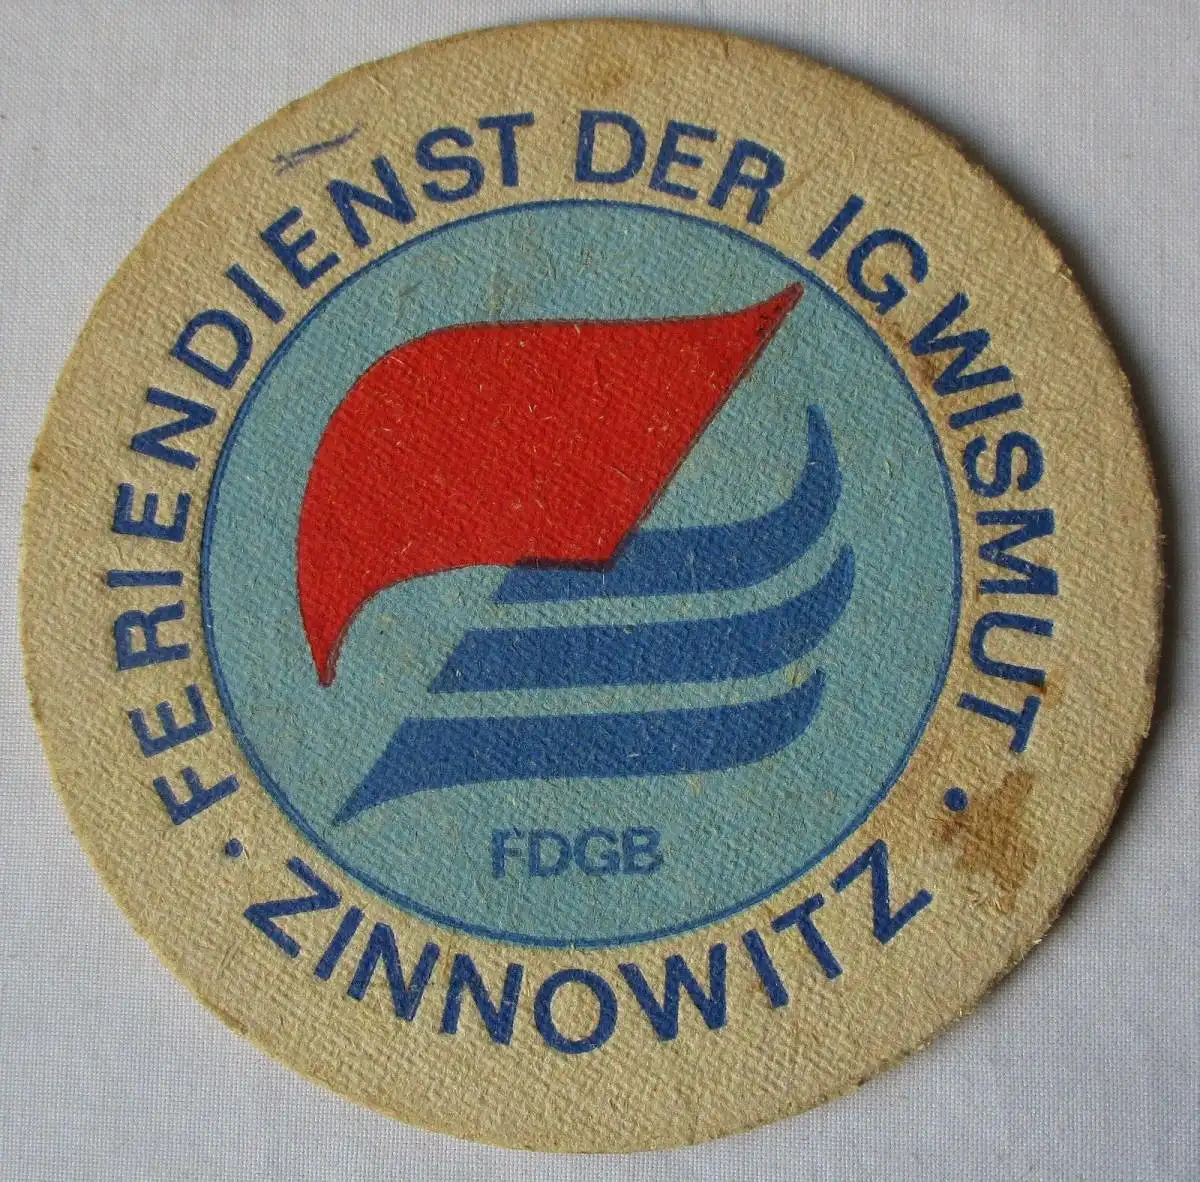 FERIENDIENST DER IG WISMUT
FDGB
· ZINNOWITZ ·